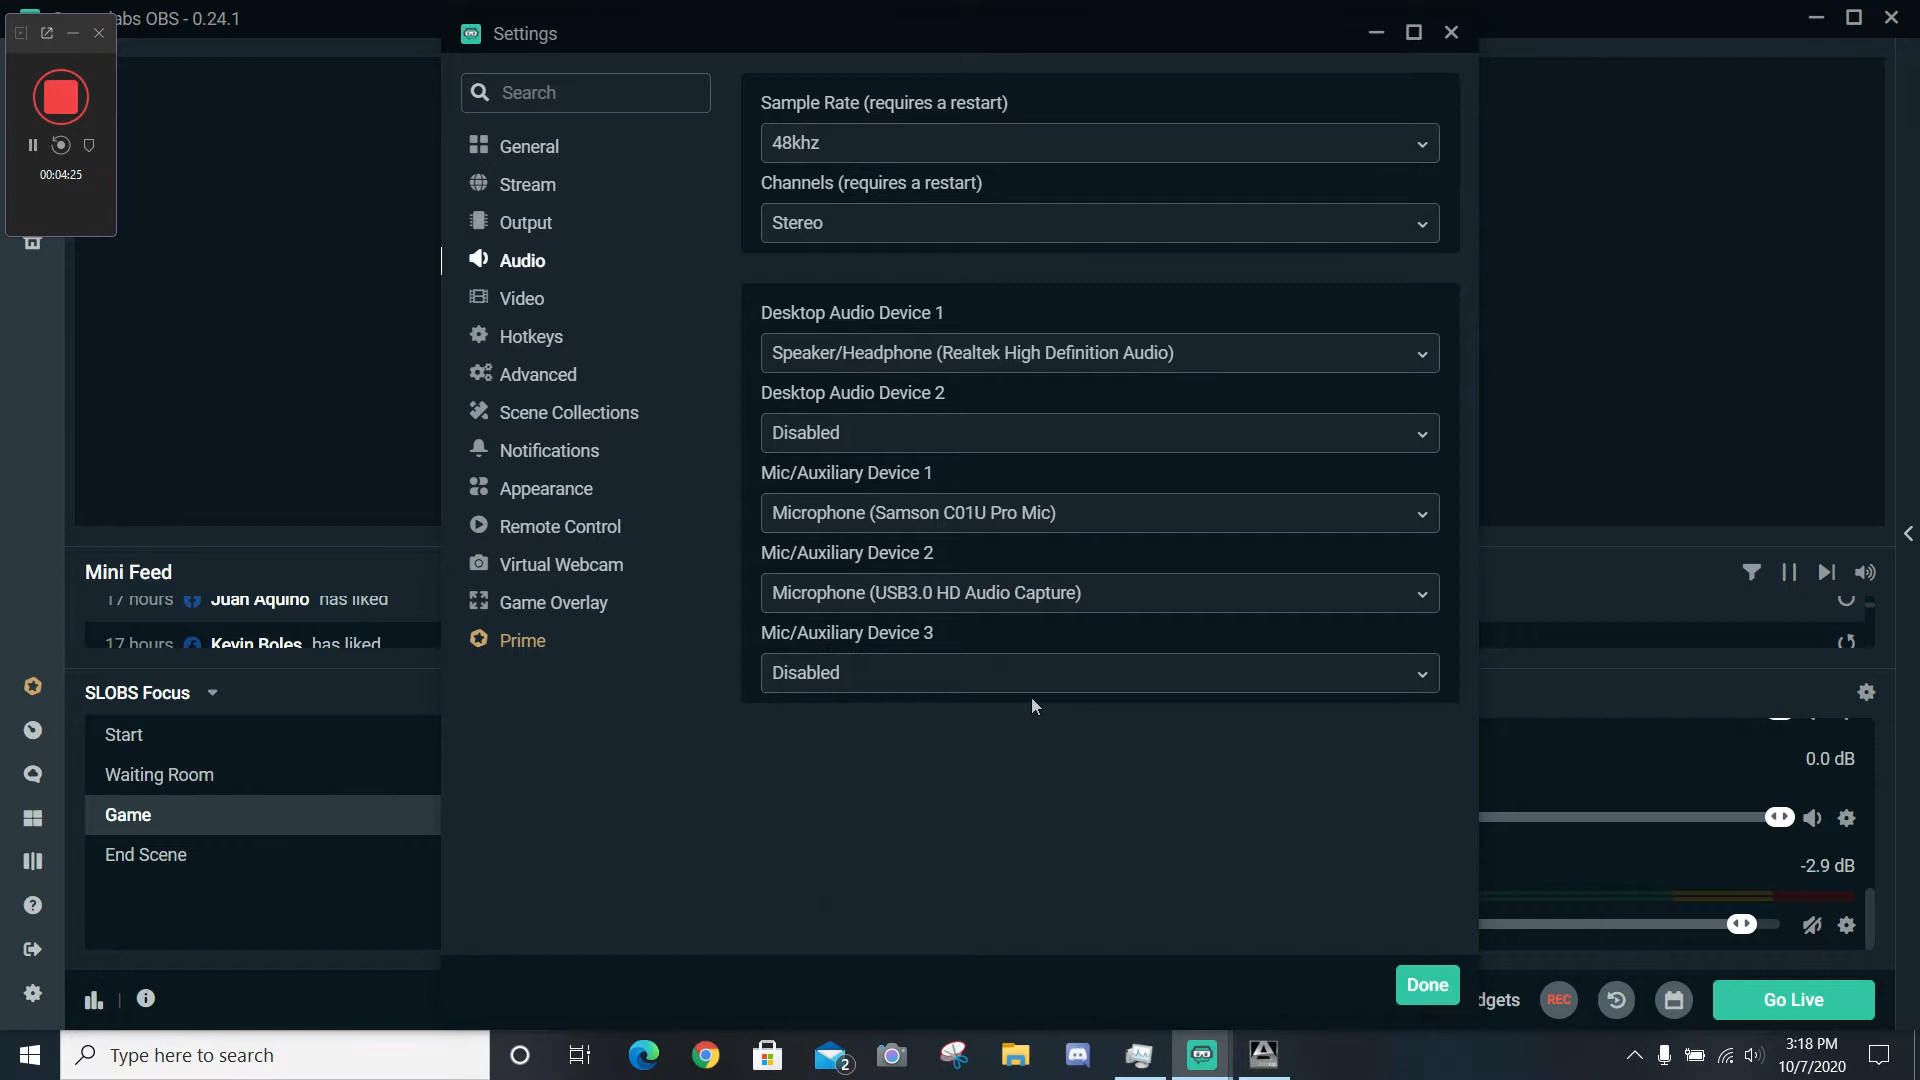 abs OBS - 0.24.1
00:04:25
Settings
Search
General
Stream
Output
Audio
Video
Hotkeys
Advanced
Scene Collections
Notifications
Appearance
Remote Control
Virtual Webcam
Game Overlay
Prime
Sample Rate (requires a restart)
48khz
Channels (requires a restart)
Stereo
Desktop Audio Device 1
Speaker/Headphone (Realtek High Definition Audio)
Desktop Audio Device 2
Disabled
Mic/Auxiliary Device 1
Microphone (Samson C01U Pro Mic)
Mic/Auxiliary Device 2
Microphone (USB3.0 HD Audio Capture)
Mic/Auxiliary Device 3
Disabled
Done
Mini Feed
17 hours Juan Aquino has liked
17 hours Kevin Boles has liked
SLOBS Focus
Start
Waiting Room
Game
End Scene
0.0 dB
-2.9 dB
dgets
REC
Go Live
Type here to search
2
3:18 PM
10/7/2020